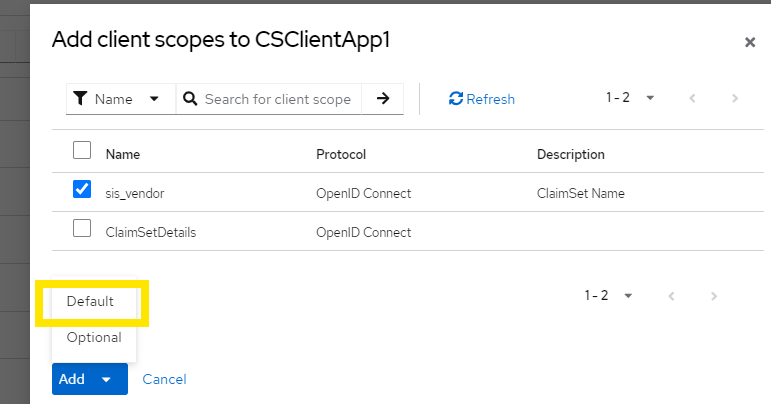 Add client scopes to CSClientApp1
Name Search for client scope Refresh 1 - 2
Name Protocol Description
sis_vendor OpenID Connect ClaimSet Name
ClaimSetDetails OpenID Connect
1 - 2
Default
Optional
Add Cancel